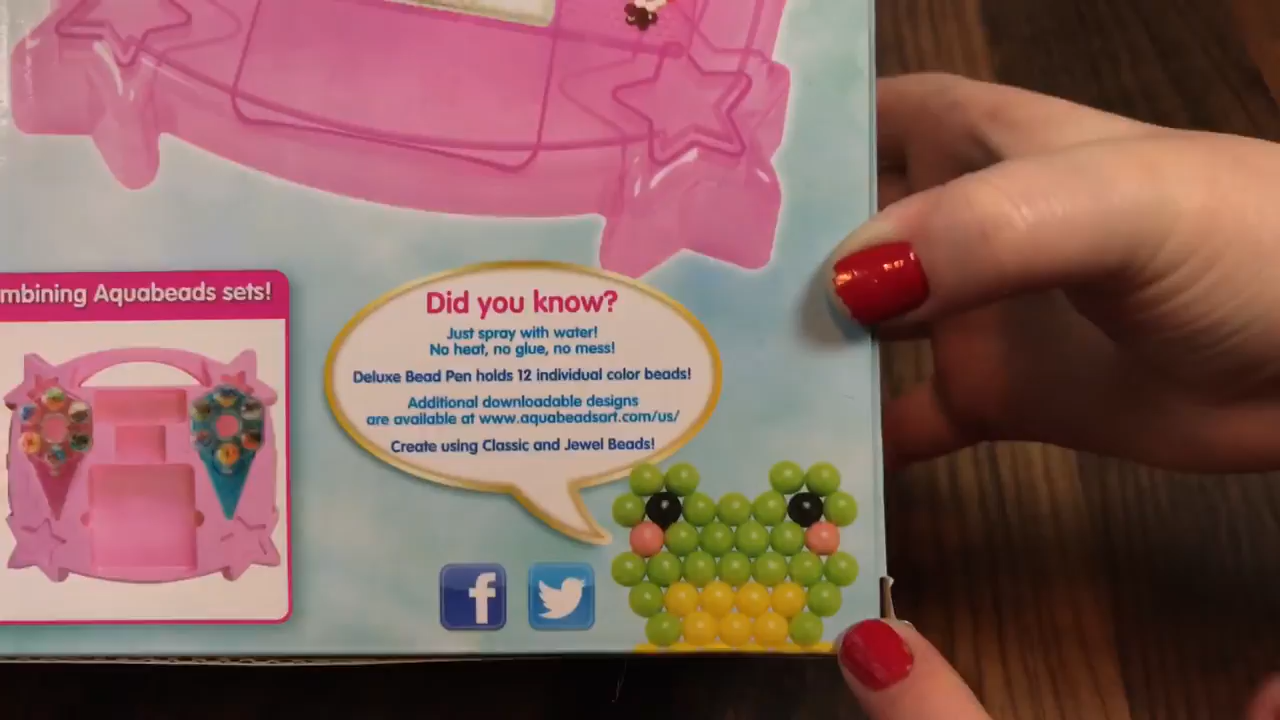 mbining Aquabeads sets!
Did you know?
Just spray with water!
No heat, no glue, no mess!
Deluxe Bead Pen holds 12 individual color beads!
Additional downloadable designs
are available at www.aquabeadsart.com/us/
Create using Classic and Jewel Beads!
f